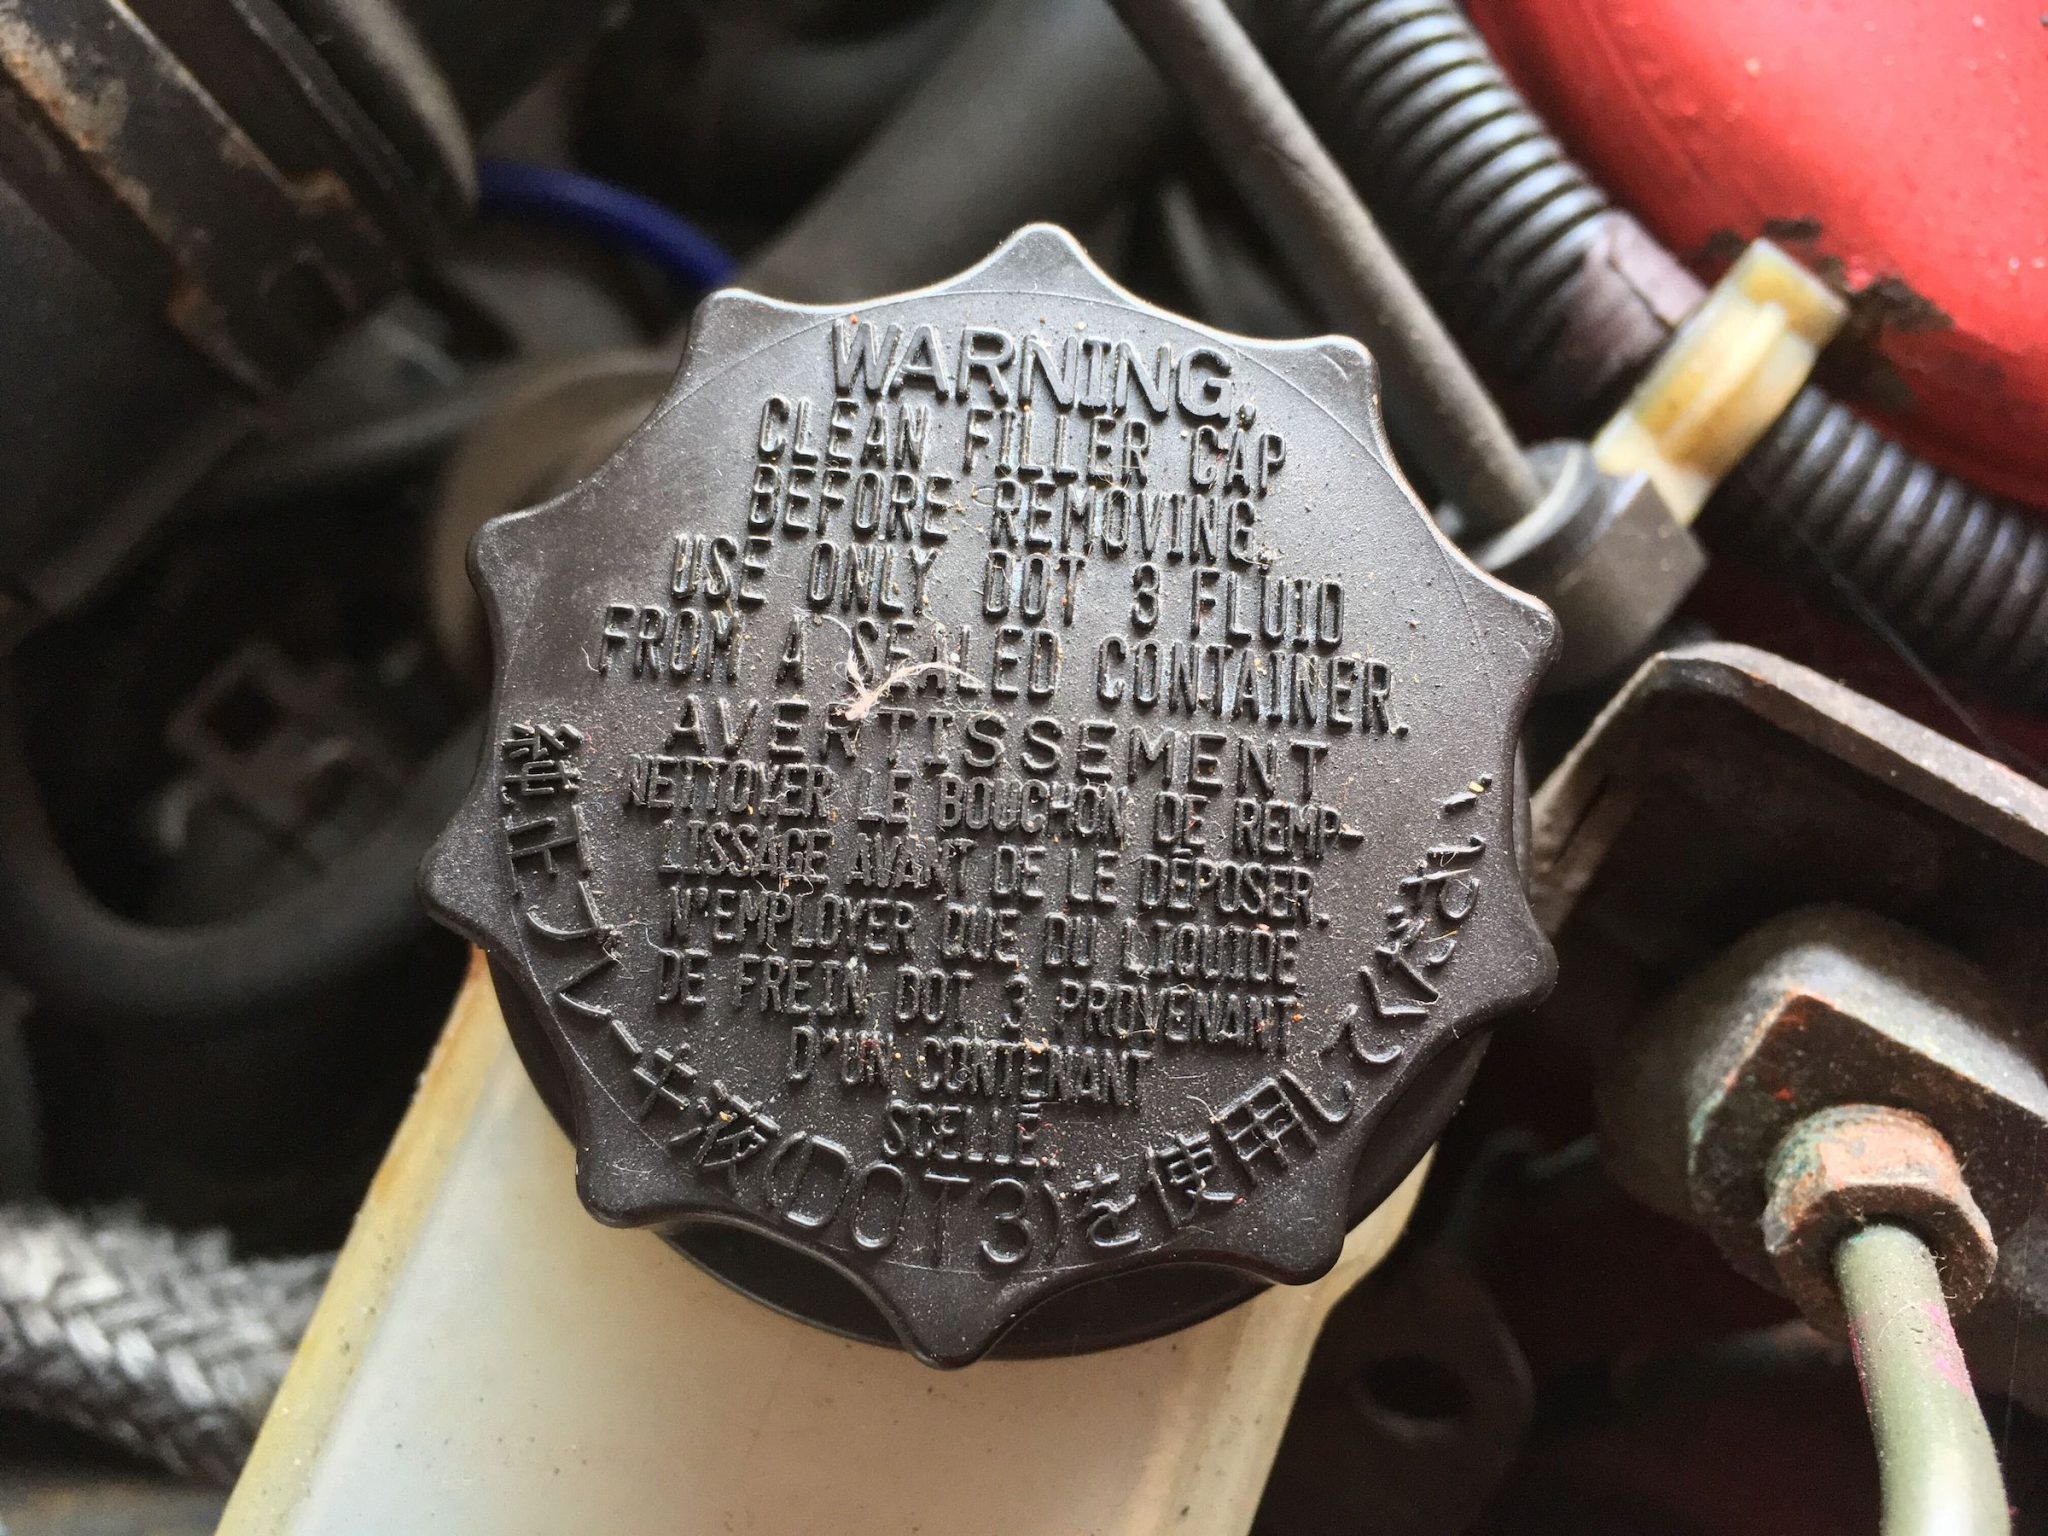 WARNING.
CLEAN FILLER CAP
BEFORE REMOVING.
USE ONLY DOT 3 FLUID
FROM A SEALED CONTAINER.
AVERTISSEMENT
NETTOYER LE BOUCHON DE REMP-
LISSAGE AVANT DE LE DÉPOSER.
N'EMPLOYER QUE DU LIQUIDE
DE FREIN DOT 3 PROVENANT
D'UN CONTENANT
SCELLÉ.
純正ブレーキ液(DOT3)を使用してください。